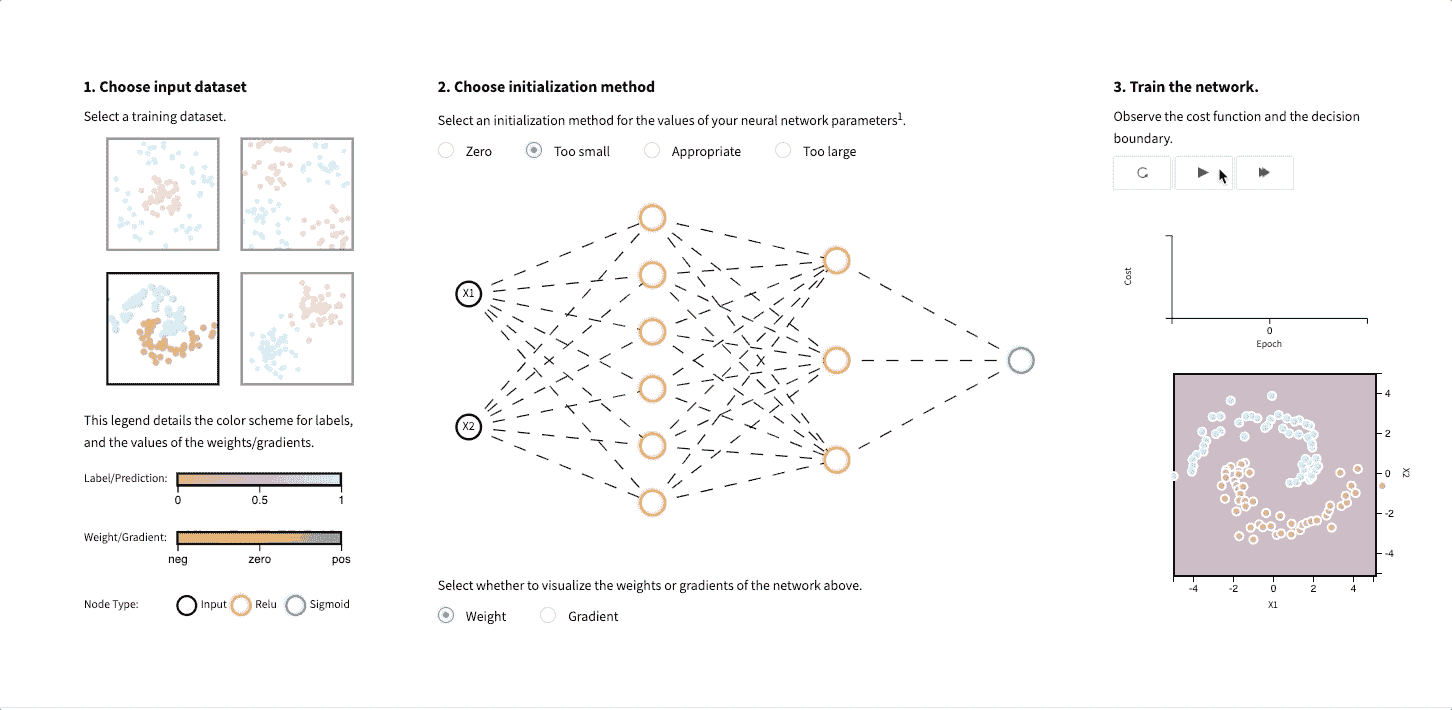 1. Choose input dataset
Select a training dataset.
This legend details the color scheme for labels,
and the values of the weights/gradients.
Label/Prediction:
0 0.5 1
Weight/Gradient:
neg zero pos
Node Type: Input Relu Sigmoid
2. Choose initialization method
Select an initialization method for the values of your neural network parameters¹.
Zero Too small Appropriate Too large
X1
X2
Select whether to visualize the weights or gradients of the network above.
Weight Gradient
3. Train the network.
Observe the cost function and the decision
boundary.
Cost
0
Epoch
4
2
0
-2
-4
X2
-4 -2 0 2 4
X1